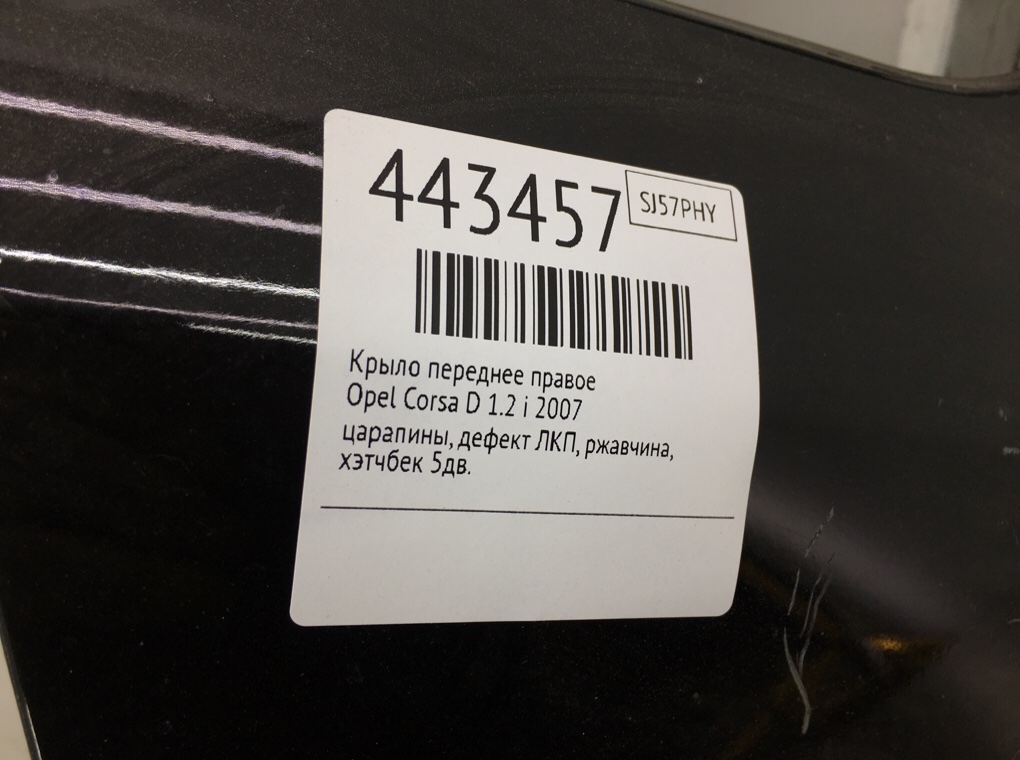 443457
SJ57PHY
Крыло переднее правое
Opel Corsa D 1.2 i 2007
царапины, дефект ЛКП, ржавчина,
хэтчбек 5дв.